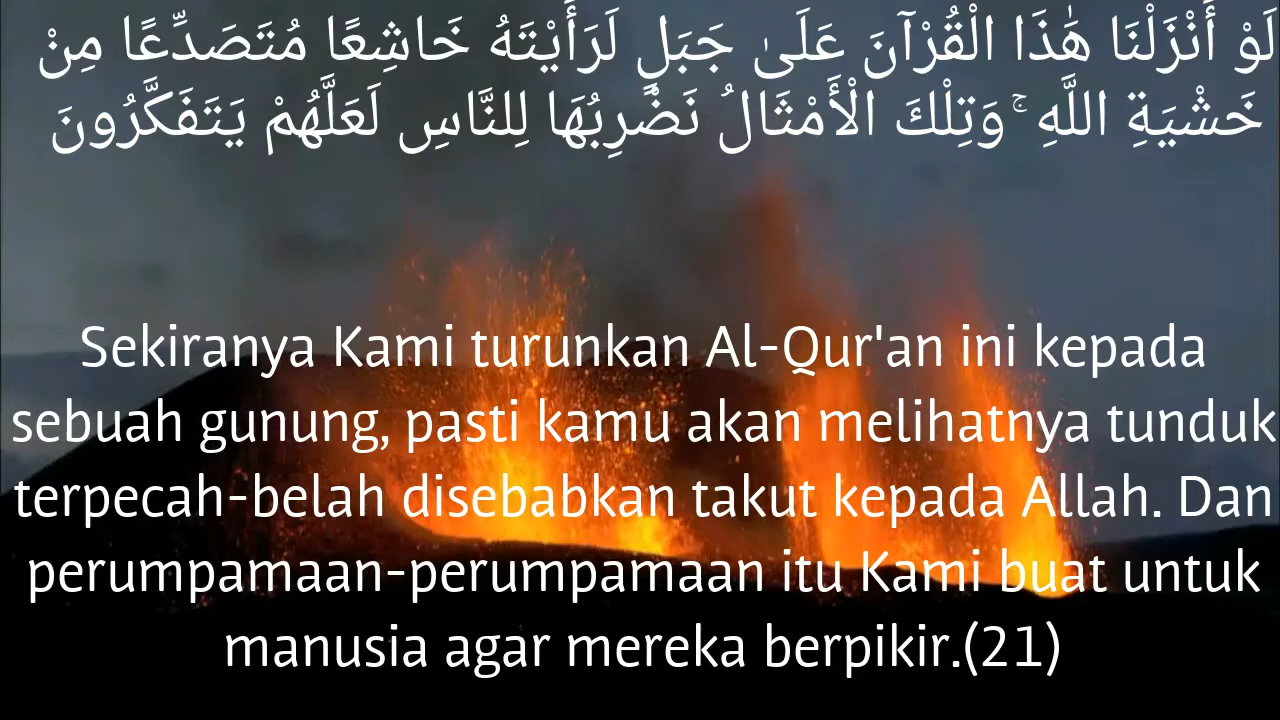 لَوْ أَنْزَلْنَا هَٰذَا الْقُرْآنَ عَلَىٰ جَبَلٍ لَرَأَيْتَهُ خَاشِعًا مُتَصَدِّعًا مِنْ
خَشْيَةِ اللَّهِ ۚ وَتِلْكَ الْأَمْثَالُ نَضْرِبُهَا لِلنَّاسِ لَعَلَّهُمْ يَتَفَكَّرُونَ
Sekiranya Kami turunkan Al-Qur'an ini kepada
sebuah gunung, pasti kamu akan melihatnya tunduk
terpecah-belah disebabkan takut kepada Allah. Dan
perumpamaan-perumpamaan itu Kami buat untuk
manusia agar mereka berpikir.(21)